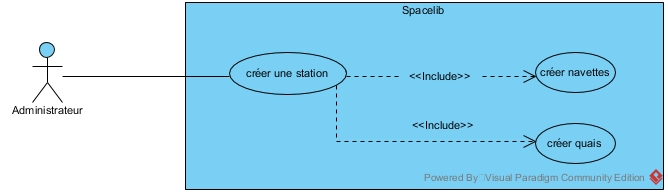 Spacelib
créer une station
<<Include>>
créer navettes
Administrateur
<<Include>>
créer quais
Powered By Visual Paradigm Community Edition